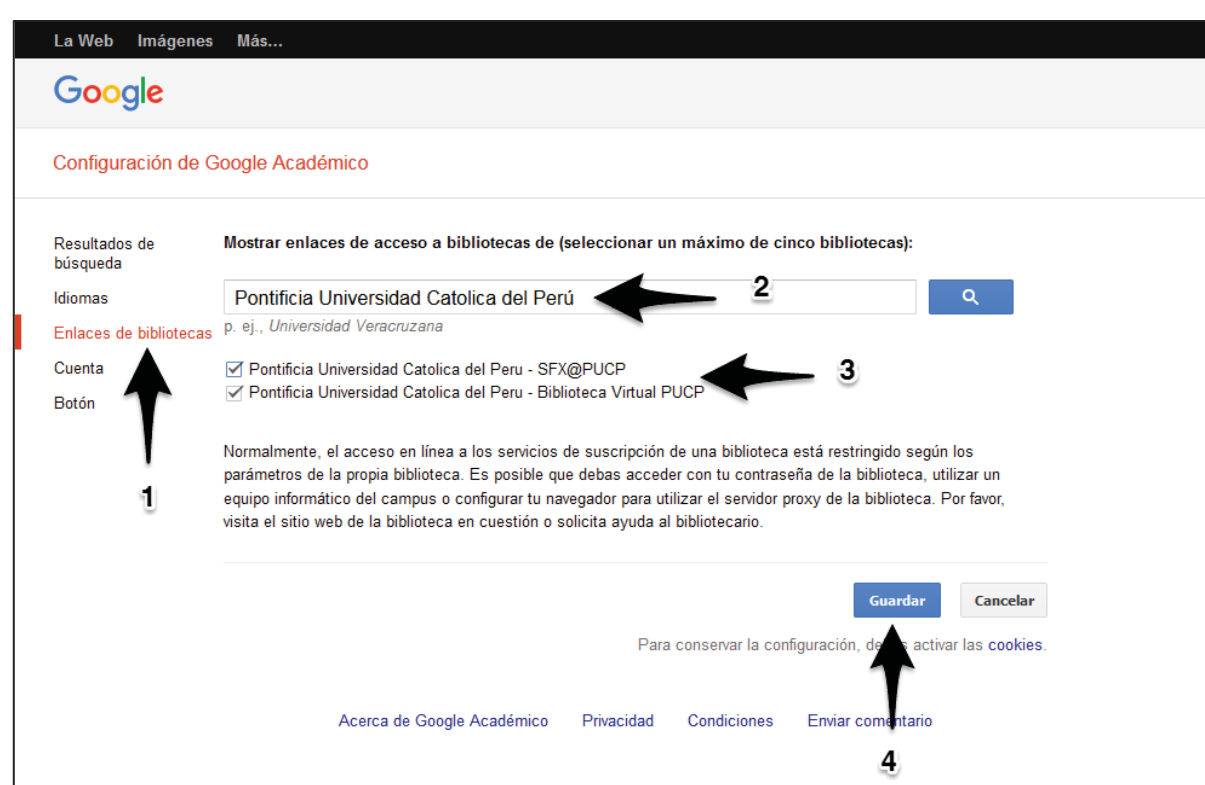 La Web Imágenes Más...
Google
Configuración de Google Académico
Resultados de
búsqueda
Idiomas
Enlaces de bibliotecas
Cuenta
Botón
1
Mostrar enlaces de acceso a bibliotecas de (seleccionar un máximo de cinco bibliotecas):
Pontificia Universidad Catolica del Perú
2
p. ej., Universidad Veracruzana
Pontificia Universidad Catolica del Peru - SFX@PUCP
Pontificia Universidad Catolica del Peru - Biblioteca Virtual PUCP
3
Normalmente, el acceso en línea a los servicios de suscripción de una biblioteca está restringido según los
parámetros de la propia biblioteca. Es posible que debas acceder con tu contraseña de la biblioteca, utilizar un
equipo informático del campus o configurar tu navegador para utilizar el servidor proxy de la biblioteca. Por favor,
visita el sitio web de la biblioteca en cuestión o solicita ayuda al bibliotecario.
Guardar Cancelar
Para conservar la configuración, activar las cookies.
Acerca de Google Académico Privacidad Condiciones Enviar comentario
4